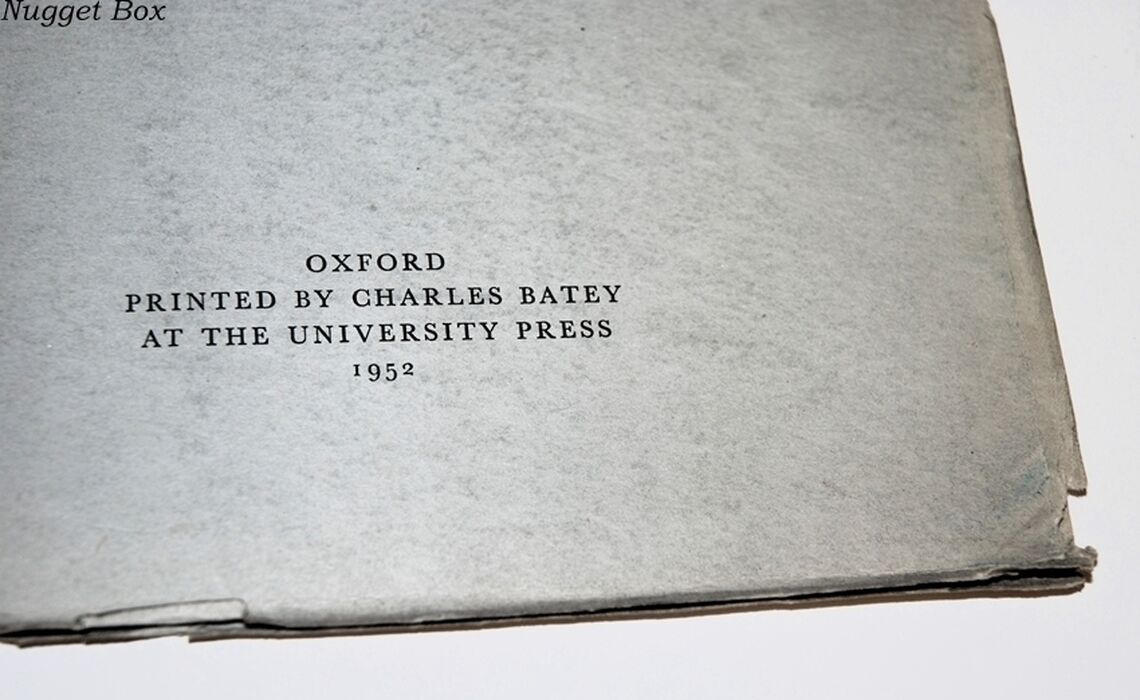 Nugget Box
OXFORD
PRINTED BY CHARLES BATEY
AT THE UNIVERSITY PRESS
1952